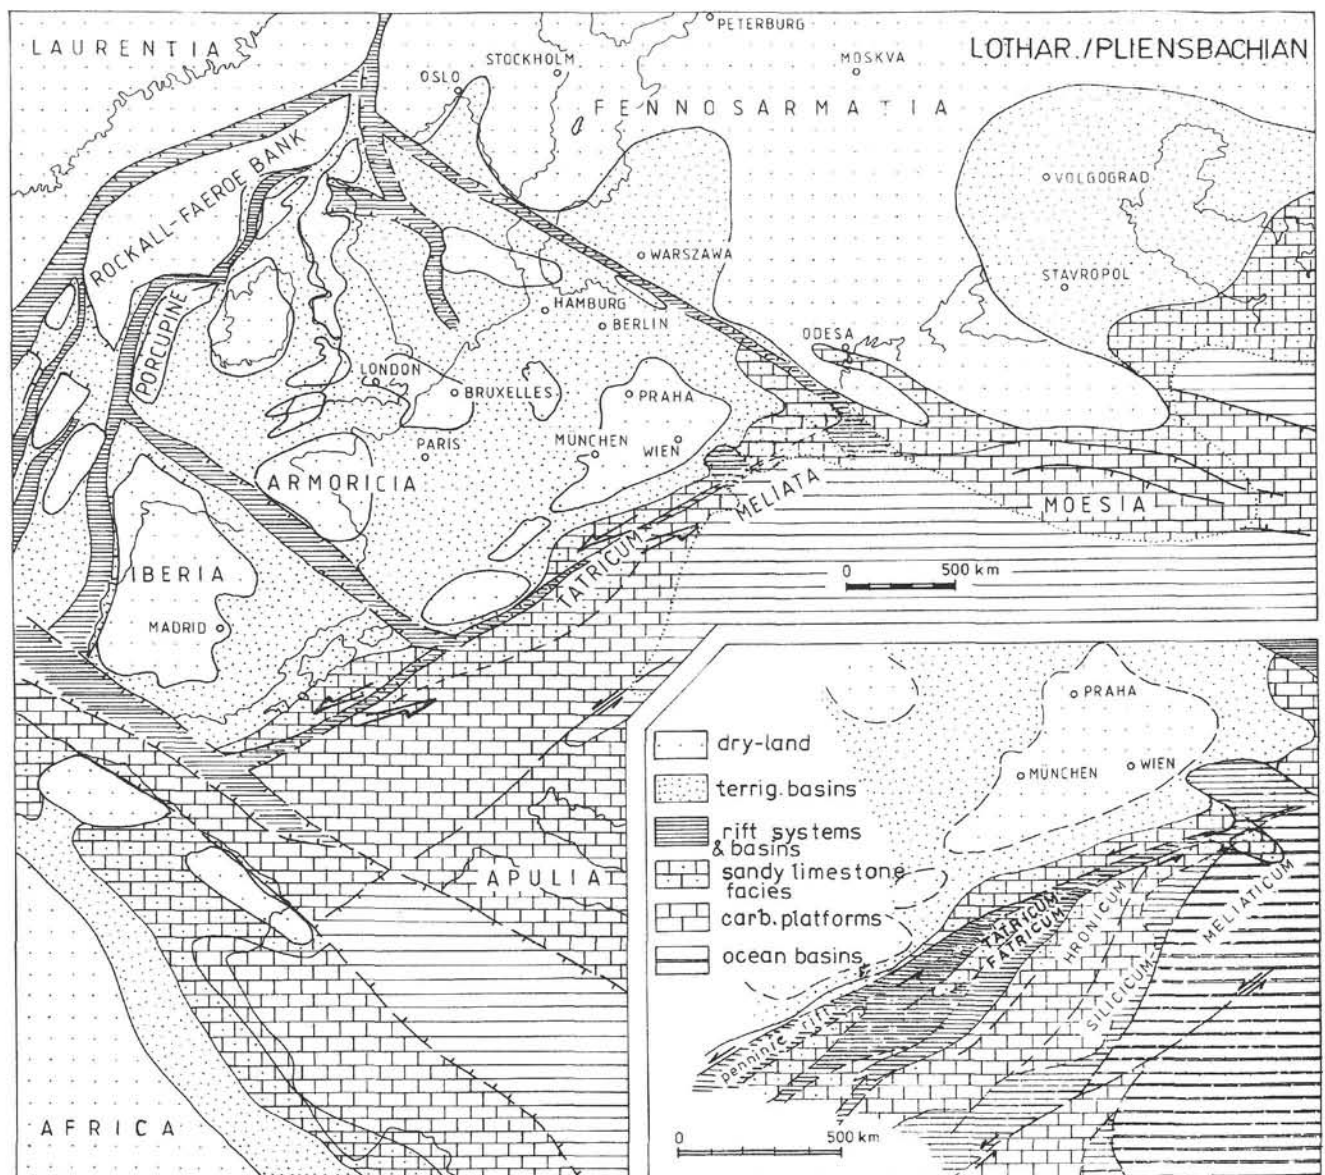 LAURENTIA
PETERBURG
LOTHAR./PLIENSBACHIAN
STOCKHOLM
MOSKVA
OSLO
FENNOSARMATIA
ROCKALL-FAEROE BANK
VOLGOGRAD
WARSZAWA
STAVROPOL
HAMBURG
BERLIN
PORCUPINE
ODESA
LONDON
BRUXELLES
PRAHA
PARIS
MÜNCHEN
WIEN
ARMORICIA
MELIATA
MOESIA
TATRICUM
0 500 km
IBERIA
MADRID
APULIA
AFRICA
dry-land
terrig. basins
rift systems
& basins
sandy limestone
facies
carb. platforms
ocean basins
PRAHA
MÜNCHEN
WIEN
TATRICUM
FATRICUM
HRONICUM
SILICICUM
MELIATICUM
penninic rift
0 500 km